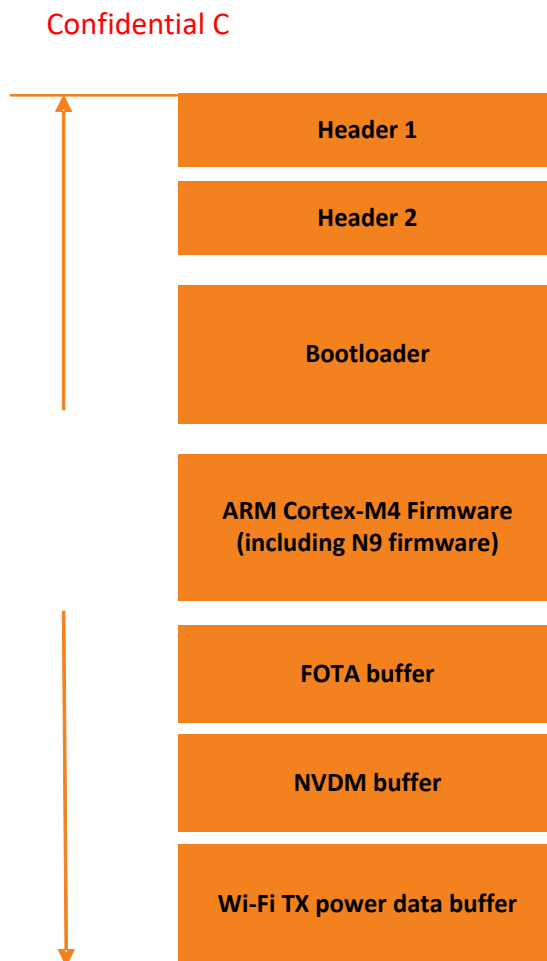 Confidential C
Header 1
Header 2
Bootloader
ARM Cortex-M4 Firmware
(including N9 firmware)
FOTA buffer
NVDM buffer
Wi-Fi TX power data buffer